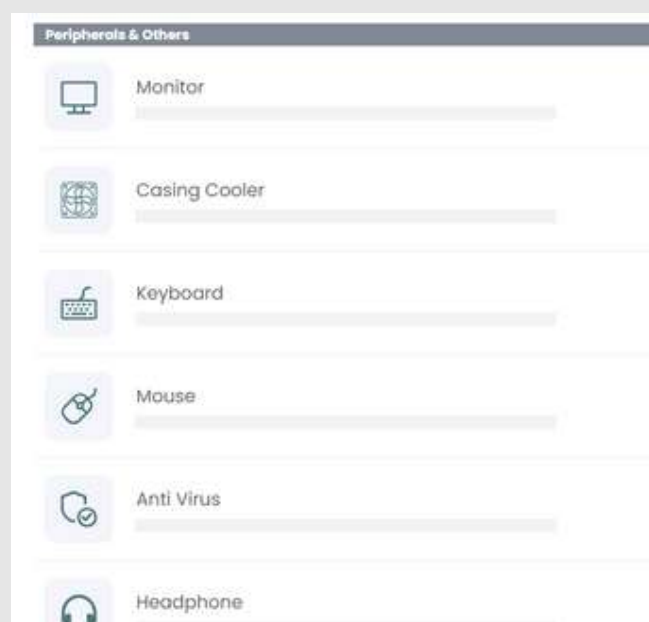 Peripherals & Others
Monitor
Casing Cooler
Keyboard
Mouse
Anti Virus
Headphone